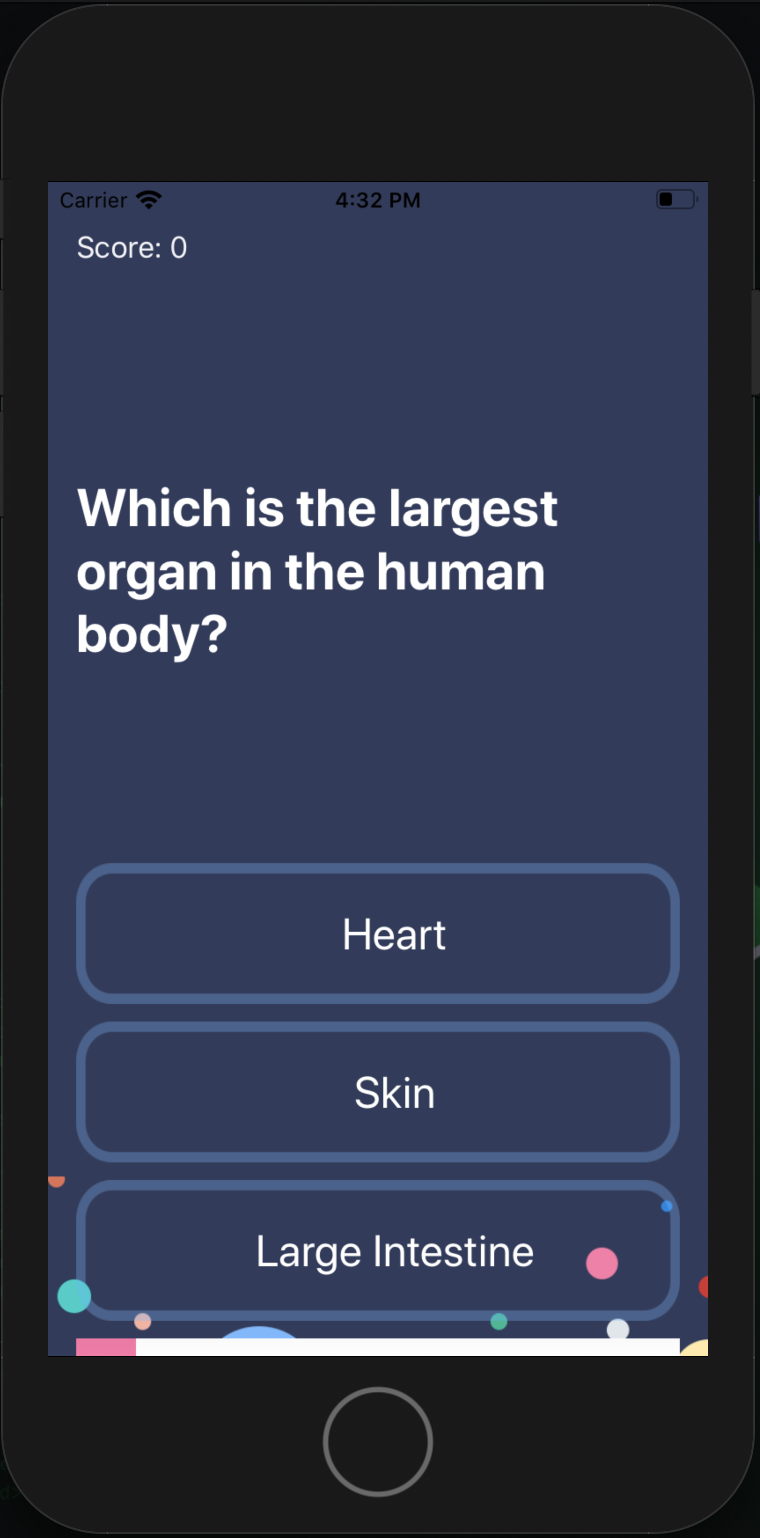 Carrier 4:32 PM
Score: 0
Which is the largest
organ in the human
body?
Heart
Skin
Large Intestine